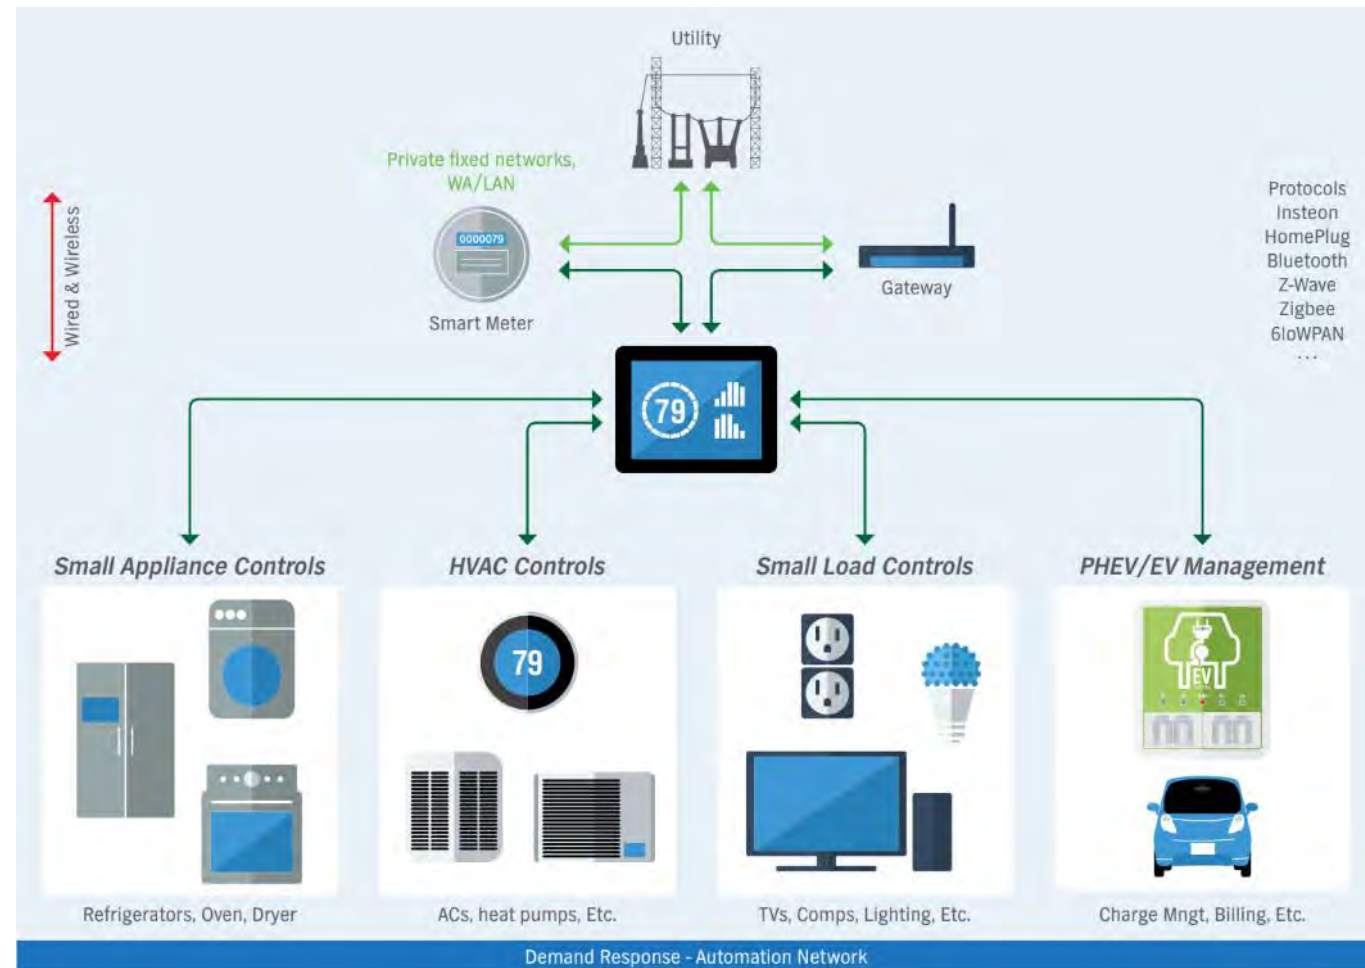 Utility
Private fixed networks,
WA/LAN
Wired & Wireless
0000079
Smart Meter
Gateway
Protocols
Insteon
HomePlug
Bluetooth
Z-Wave
Zigbee
6loWPAN
...
79
Small Appliance Controls
HVAC Controls
Small Load Controls
PHEV/EV Management
79
EV
Refrigerators, Oven, Dryer
ACs, heat pumps, Etc.
TVs, Comps, Lighting, Etc.
Charge Mngt, Billing, Etc.
Demand Response - Automation Network